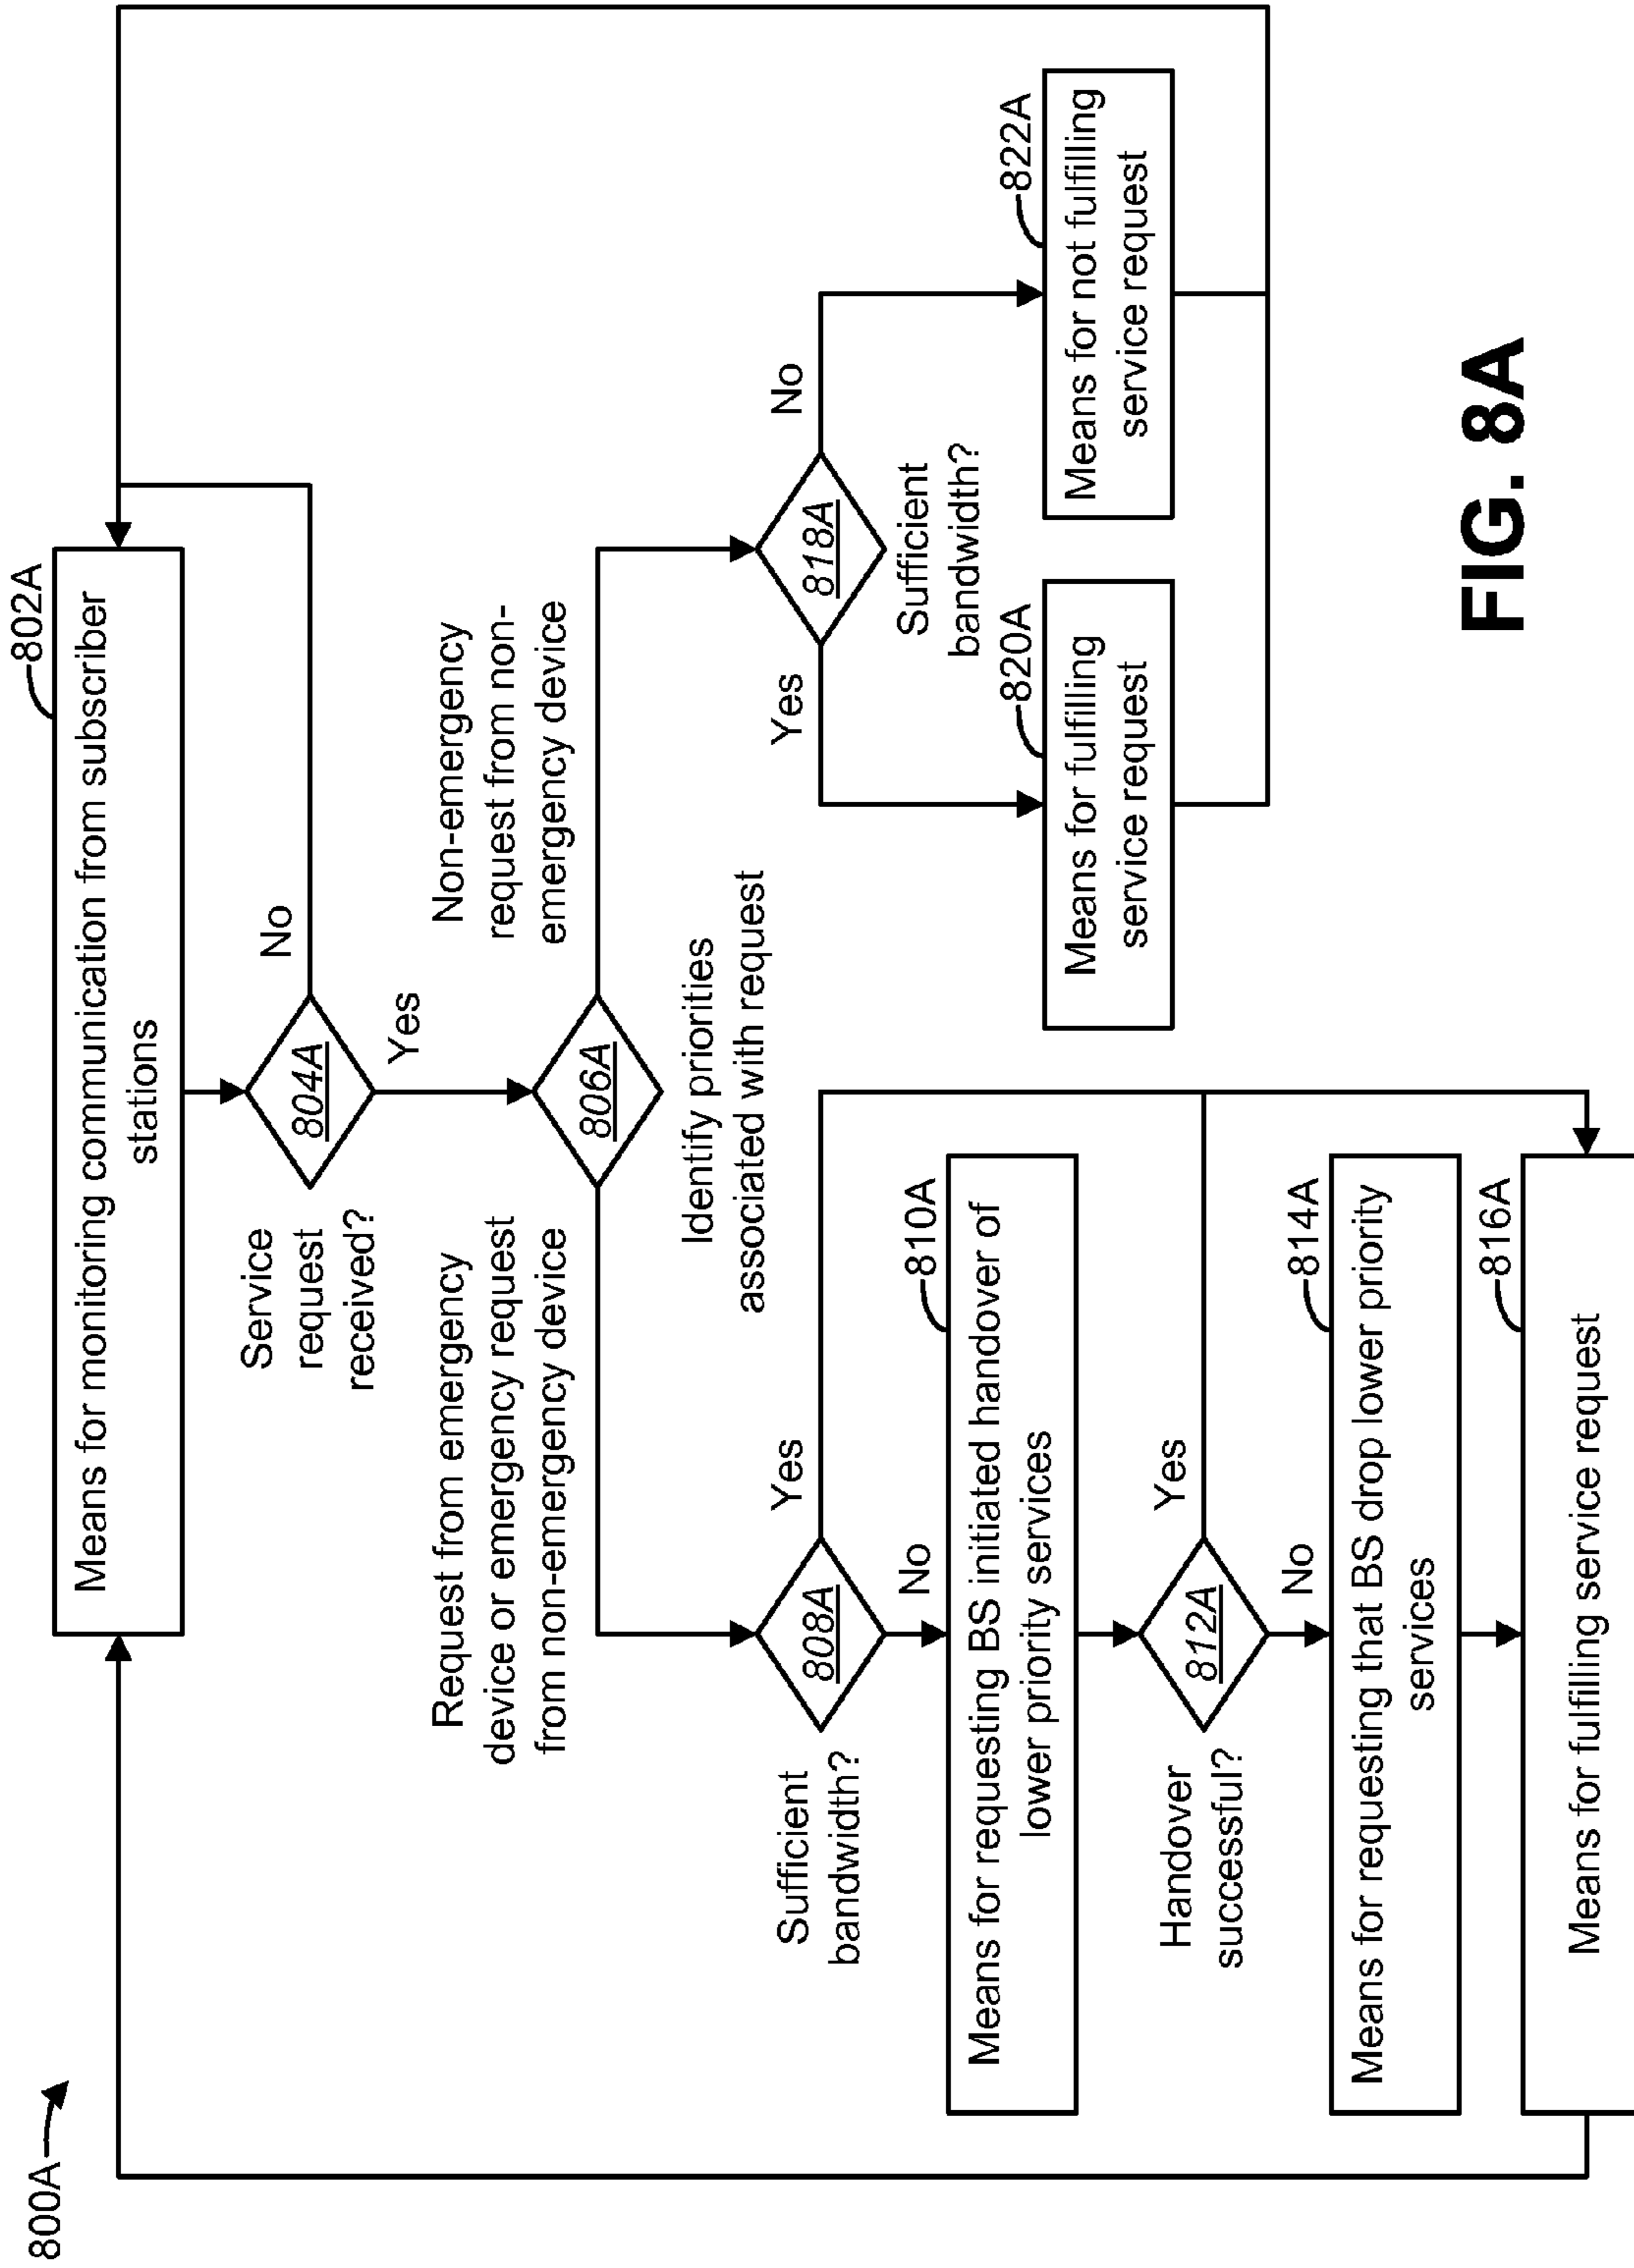 800A
802A
Means for monitoring communication from subscriber
stations
Service
request
received?
804A
No
Yes
Request from emergency
device or emergency request
from non-emergency device
806A
Non-emergency
request from non-
emergency device
Identify priorities
associated with request
Sufficient
bandwidth?
808A
Yes
No
810A
Means for requesting BS initiated handover of
lower priority services
Handover
successful?
812A
Yes
No
814A
Means for requesting that BS drop lower priority
services
816A
Means for fulfilling service request
Yes
818A
No
Sufficient
bandwidth?
820A
Means for fulfilling
service request
822A
Means for not fulfilling
service request
FIG. 8A